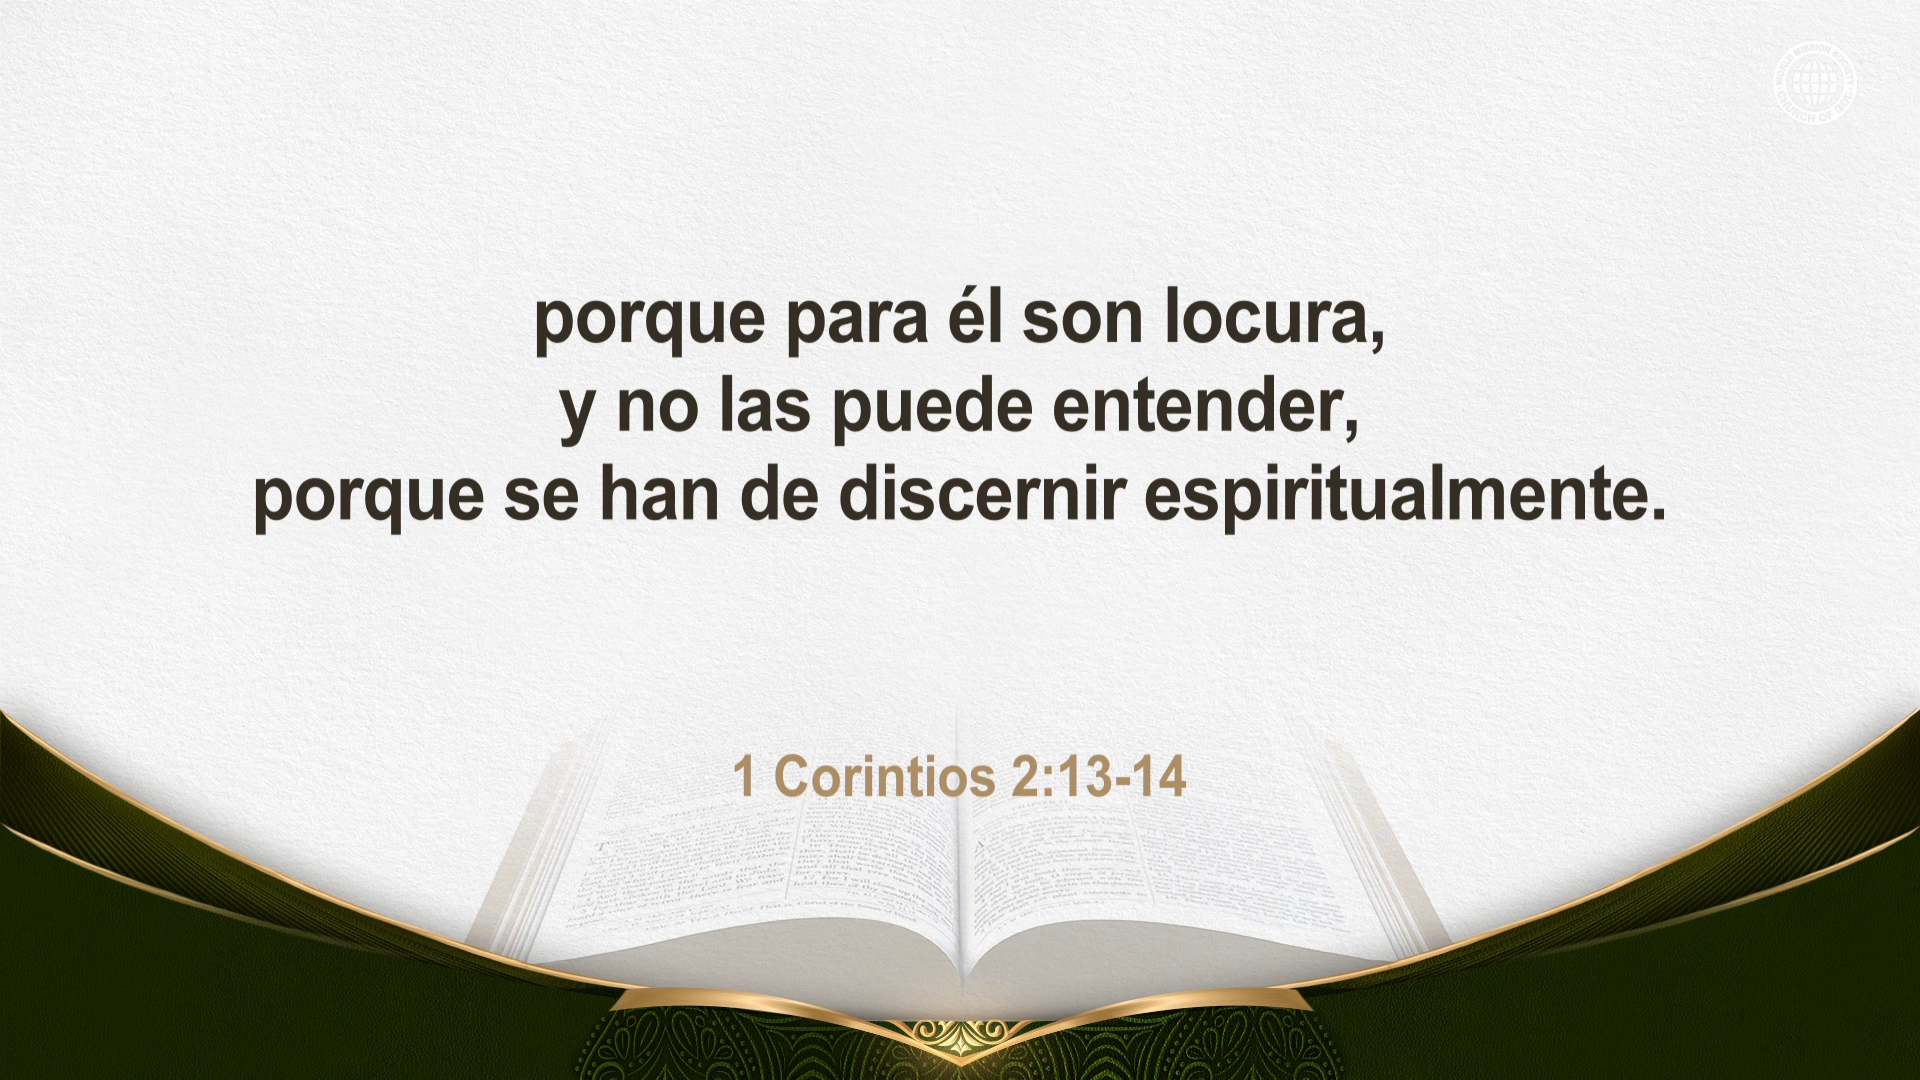 porque para él son locura,
y no las puede entender,
porque se han de discernir espiritualmente.
1 Corintios 2:13-14